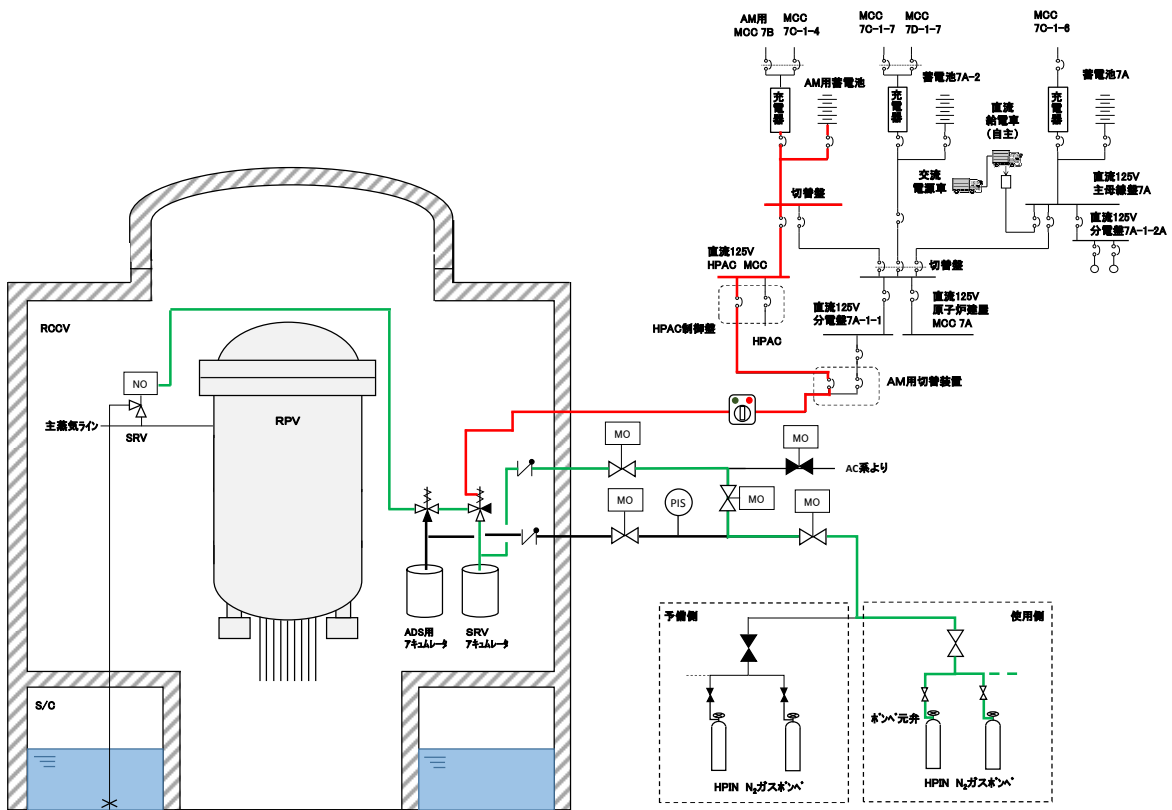 AM用
MCC 7B
MCC
7C-1-4
MCC
7C-1-7
MCC
7D-1-7
MCC
7C-1-6
充電器
AM用蓄電池
充電器
蓄電池7A-2
直流
給電車
(自主)
充電器
蓄電池7A
交流
電源車
直流125V
主母線盤7A
切替盤
直流125V
分電盤7A-1-2A
直流125V
HPAC MCC
切替盤
直流125V
分電盤7A-1-1
直流125V
原子炉建屋
MCC 7A
HPAC制御盤
HPAC
AM用切替装置
RCCV
NO
RPV
主蒸気ライン
SRV
MO
MO
AC系より
MO
PIS
MO
MO
ADS用
アキュムレータ
SRV
アキュムレータ
予備側
使用側
S/C
ボンベ元弁
HPIN N₂ガスボンベ
HPIN N₂ガスボンベ